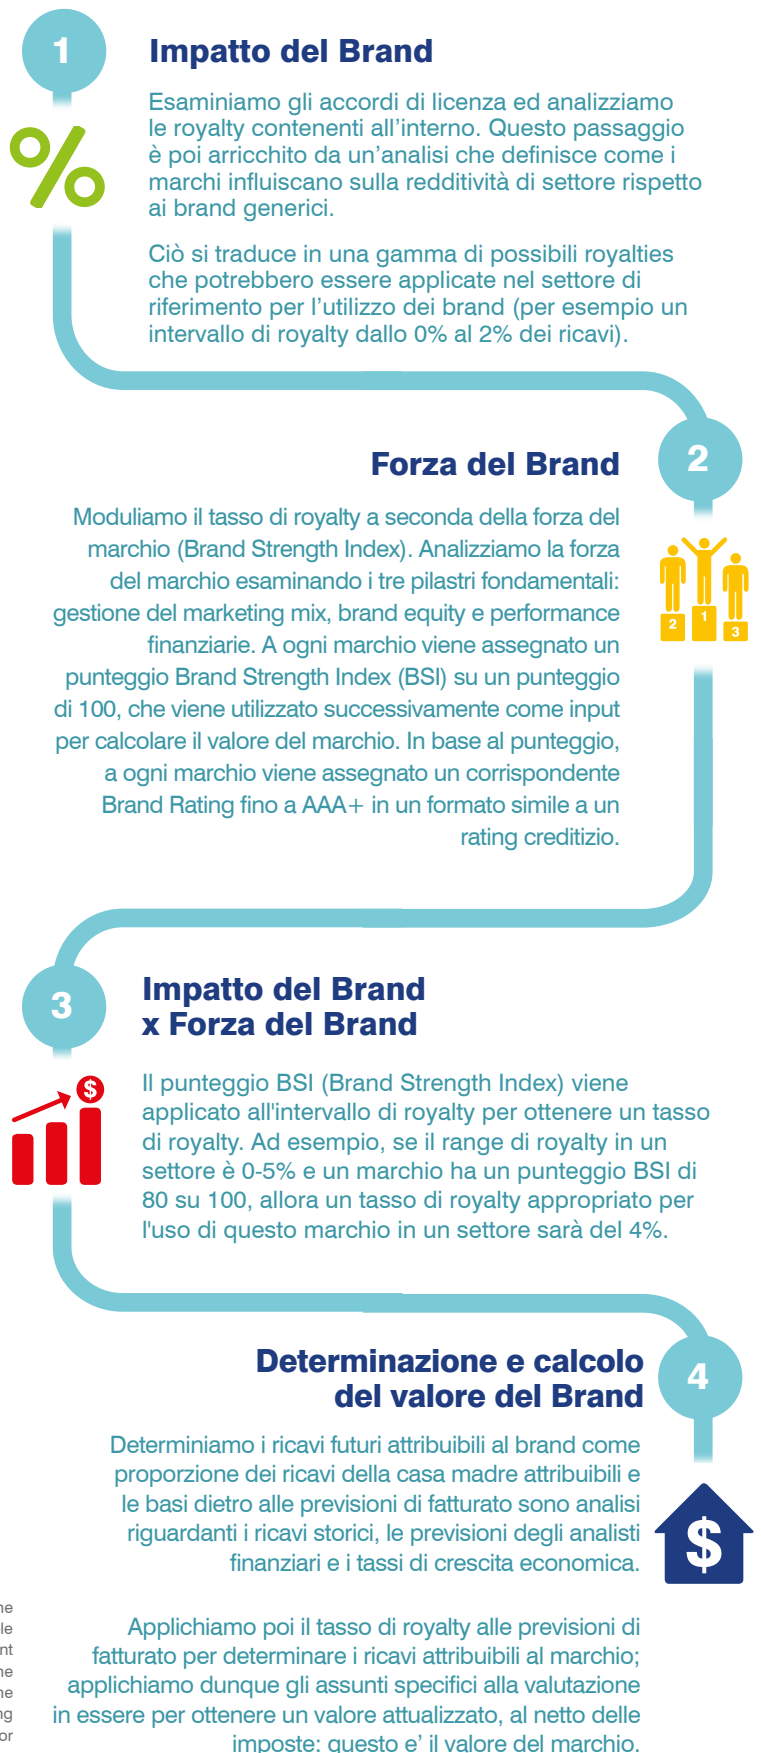 1
Impatto del Brand
Esaminiamo gli accordi di licenza ed analizziamo
le royalty contenenti all’interno. Questo passaggio
è poi arricchito da un’analisi che definisce come i
marchi influiscano sulla redditività di settore rispetto
ai brand generici.
%
Ciò si traduce in una gamma di possibili royalties
che potrebbero essere applicate nel settore di
riferimento per l’utilizzo dei brand (per esempio un
intervallo di royalty dallo 0% al 2% dei ricavi).
2
Forza del Brand
Moduliamo il tasso di royalty a seconda della forza del
marchio (Brand Strength Index). Analizziamo la forza
del marchio esaminando i tre pilastri fondamentali:
gestione del marketing mix, brand equity e performance
finanziarie. A ogni marchio viene assegnato un
punteggio Brand Strength Index (BSI) su un punteggio
di 100, che viene utilizzato successivamente come input
per calcolare il valore del marchio. In base al punteggio,
a ogni marchio viene assegnato un corrispondente
Brand Rating fino a AAA+ in un formato simile a un
rating creditizio.
2 1 3
3
Impatto del Brand
x Forza del Brand
Il punteggio BSI (Brand Strength Index) viene
applicato all'intervallo di royalty per ottenere un tasso
di royalty. Ad esempio, se il range di royalty in un
settore è 0-5% e un marchio ha un punteggio BSI di
80 su 100, allora un tasso di royalty appropriato per
l'uso di questo marchio in un settore sarà del 4%.
$
4
Determinazione e calcolo
del valore del Brand
Determiniamo i ricavi futuri attribuibili al brand come
proporzione dei ricavi della casa madre attribuibili e
le basi dietro alle previsioni di fatturato sono analisi
riguardanti i ricavi storici, le previsioni degli analisti
finanziari e i tassi di crescita economica.
$
Applichiamo poi il tasso di royalty alle previsioni di
fatturato per determinare i ricavi attribuibili al marchio;
applichiamo dunque gli assunti specifici alla valutazione
in essere per ottenere un valore attualizzato, al netto delle
imposte: questo e’ il valore del marchio.